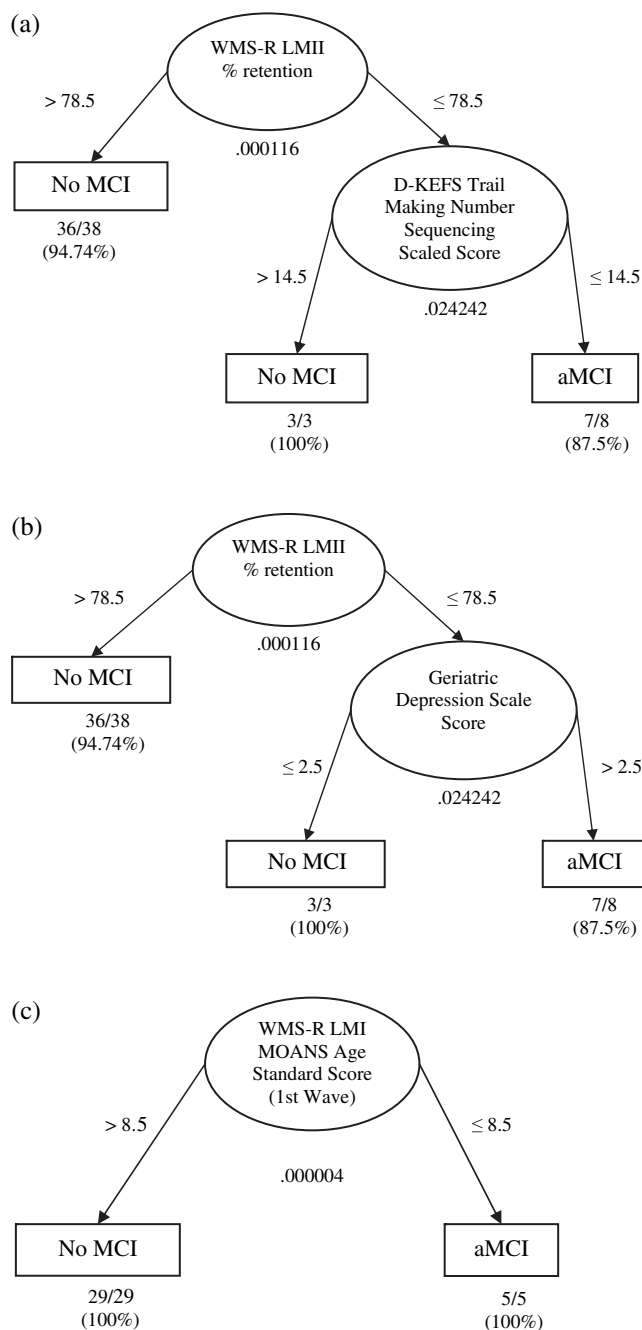 (a)
WMS-R LMII
% retention
> 78.5
≤ 78.5
.000116
No MCI
36/38
(94.74%)
D-KEFS Trail
Making Number
Sequencing
Scaled Score
> 14.5
≤ 14.5
.024242
No MCI
3/3
(100%)
aMCI
7/8
(87.5%)
(b)
WMS-R LMII
% retention
> 78.5
≤ 78.5
.000116
No MCI
36/38
(94.74%)
Geriatric
Depression Scale
Score
≤ 2.5
> 2.5
.024242
No MCI
3/3
(100%)
aMCI
7/8
(87.5%)
(c)
WMS-R LMI
MOANS Age
Standard Score
(1st Wave)
> 8.5
≤ 8.5
.000004
No MCI
29/29
(100%)
aMCI
5/5
(100%)